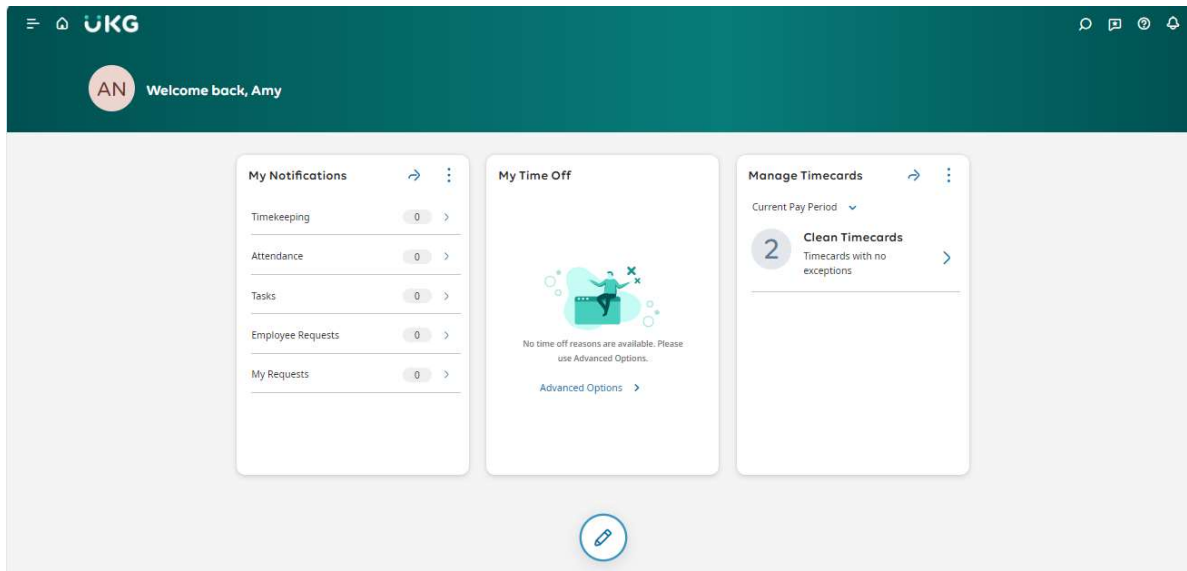 UKG
AN
Welcome back, Amy
My Notifications
Timekeeping 0
Attendance 0
Tasks 0
Employee Requests 0
My Requests 0
My Time Off
No time off reasons are available. Please
use Advanced Options.
Advanced Options
Manage Timecards
Current Pay Period
2
Clean Timecards
Timecards with no
exceptions